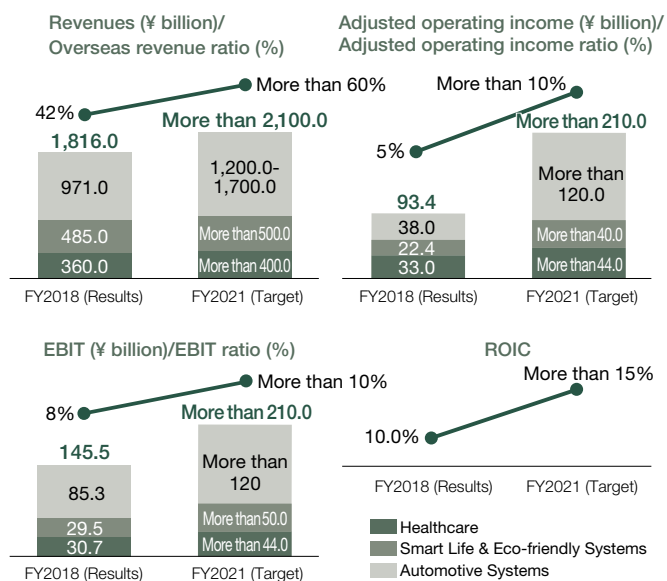 Revenues (¥ billion)/
Overseas revenue ratio (%)
42%
More than 60%
1,816.0
More than 2,100.0
971.0
1,200.0-
1,700.0
485.0
More than 500.0
360.0
More than 400.0
FY2018 (Results)
FY2021 (Target)
Adjusted operating income (¥ billion)/
Adjusted operating income ratio (%)
5%
More than 10%
93.4
More than 210.0
38.0
More than
120.0
22.4
More than 40.0
33.0
More than 44.0
FY2018 (Results)
FY2021 (Target)
EBIT (¥ billion)/EBIT ratio (%)
8%
More than 10%
145.5
More than 210.0
85.3
More than
120
29.5
More than 50.0
30.7
More than 44.0
FY2018 (Results)
FY2021 (Target)
ROIC
10.0%
More than 15%
FY2018 (Results)
FY2021 (Target)
Healthcare
Smart Life & Eco-friendly Systems
Automotive Systems